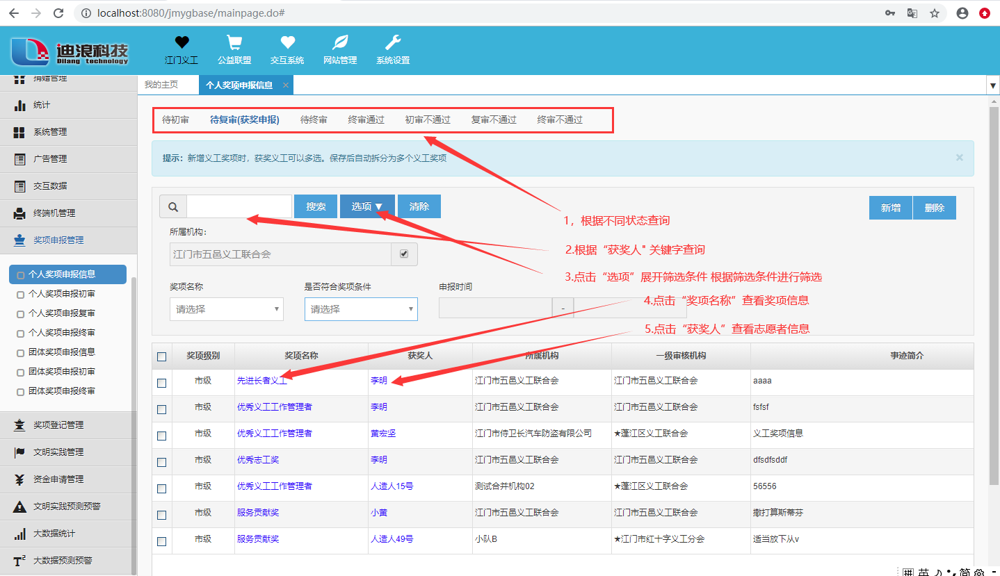 localhost:8080/jmygbase/mainpage.do#
迪浪科技
Dilang technology
江门义工 公益联盟 交互系统 网站管理 系统设置
捐赠管理
统计
系统管理
广告管理
交互数据
终端机管理
奖项申报管理
个人奖项申报信息
个人奖项申报初审
个人奖项申报复审
个人奖项申报终审
团体奖项申报信息
团体奖项申报初审
团体奖项申报终审
奖项登记管理
文明实践管理
资金申请管理
文明实践预测预警
大数据统计
大数据预测预警
我的主页 个人奖项申报信息 ×
待初审 待复审(获奖申报) 待终审 终审通过 初审不通过 复审不通过 终审不通过
提示：新增义工奖项时，获奖义工可以多选。保存后自动拆分为多个义工奖项 ×
搜索 选项▼ 清除 新增 删除
1，根据不同状态查询
所属机构：
2.根据“获奖人" 关键字查询
江门市五邑义工联合会
3.点击“选项”展开筛选条件 根据筛选条件进行筛选
奖项名称 是否符合奖项条件 申报时间
4.点击“奖项名称”查看奖项信息
请选择 请选择 -
5.点击“获奖人”查看志愿者信息
奖项级别 奖项名称 获奖人 所属机构 一级审核机构 事迹简介
市级 先进长者义工 李明 江门市五邑义工联合会 江门市五邑义工联合会 aaaa
市级 优秀义工工作管理者 李明 江门市五邑义工联合会 江门市五邑义工联合会 fsfsf
市级 优秀义工工作管理者 黄宏坚 江门市侍卫长汽车防盗有限公司 ★蓬江区义工联合会 义工奖项信息
市级 优秀志工奖 李明 江门市五邑义工联合会 江门市五邑义工联合会 dfsdfsddf
市级 优秀义工工作管理者 人造人15号 测试合并机构02 ★蓬江区义工联合会 56556
市级 服务贡献奖 小黄 江门市五邑义工联合会 江门市五邑义工联合会 撒打算斯蒂芬
市级 服务贡献奖 人造人49号 小队B ★江门市红十字义工分会 适当放下从v
拼 英 简